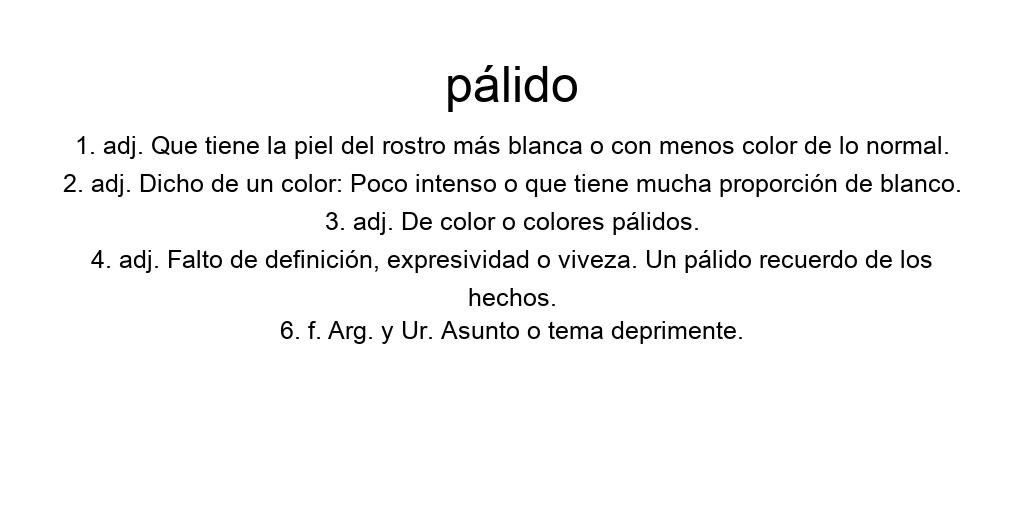 pálido
1. adj. Que tiene la piel del rostro más blanca o con menos color de lo normal.
2. adj. Dicho de un color: Poco intenso o que tiene mucha proporción de blanco.
3. adj. De color o colores pálidos.
4. adj. Falto de definición, expresividad o viveza. Un pálido recuerdo de los
hechos.
6. f. Arg. y Ur. Asunto o tema deprimente.